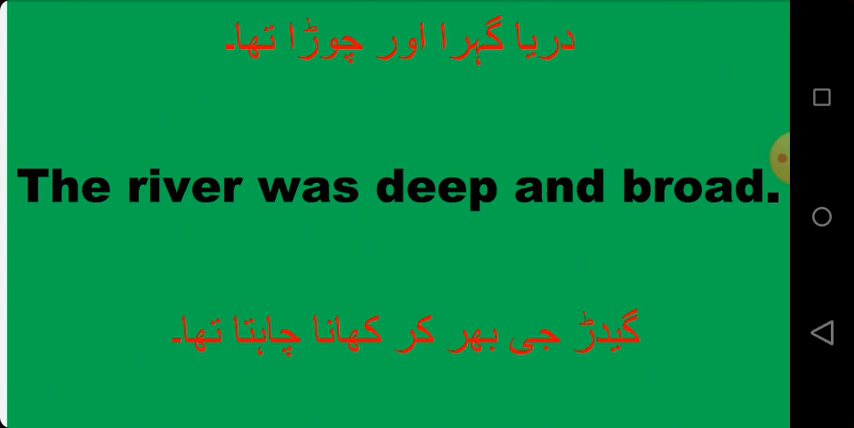 دریا گہرا اور چوڑا تھا۔
The river was deep and broad.
گیدڑ جی بھر کر کھانا چاہتا تھا۔